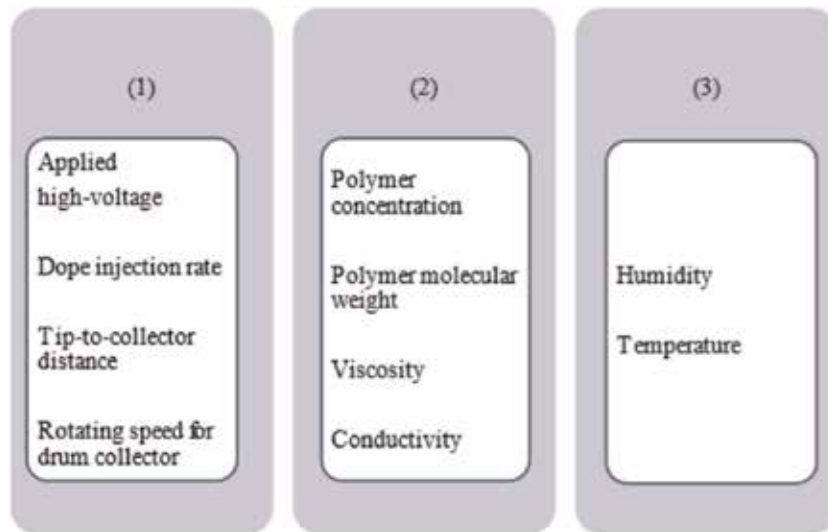 (1)
Applied
high-voltage
Dope injection rate
Tip-to-collector
distance
Rotating speed for
drum collector
(2)
Polymer
concentration
Polymer molecular
weight
Viscosity
Conductivity
(3)
Humidity
Temperature